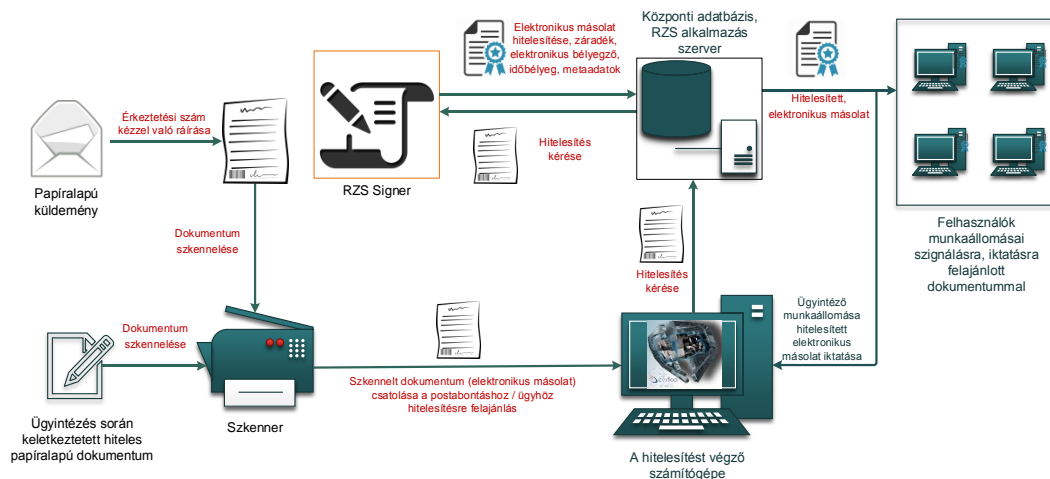 Elektronikus másolat
hitelesítése, záradék,
elektronikus bélyegző,
időbélyeg, metaadatok
Központi adatbázis,
RZS alkalmazás
szerver
Érkeztetési szám
kézzel való ráírása
Hitelesített,
elektronikus másolat
Hitelesítés
kérése
Papíralapú
küldemény
RZS Signer
Dokumentum
szkennelése
Hitelesítés
kérése
Felhasználók
munkaállomásai
szignálásra, iktatásra
felajánlott
dokumentummal
Ügyintéző
munkaállomása
hitelesített
elektronikus
másolat iktatása
Dokumentum
szkennelése
Szkennelt dokumentum (elektronikus másolat)
csatolása a postabontáshoz / ügyhöz
hitelesítésre felajánlás
Ügyintézés során
keletkeztetett hiteles
papíralapú dokumentum
Szkenner
A hitelesítést végző
számítógépe